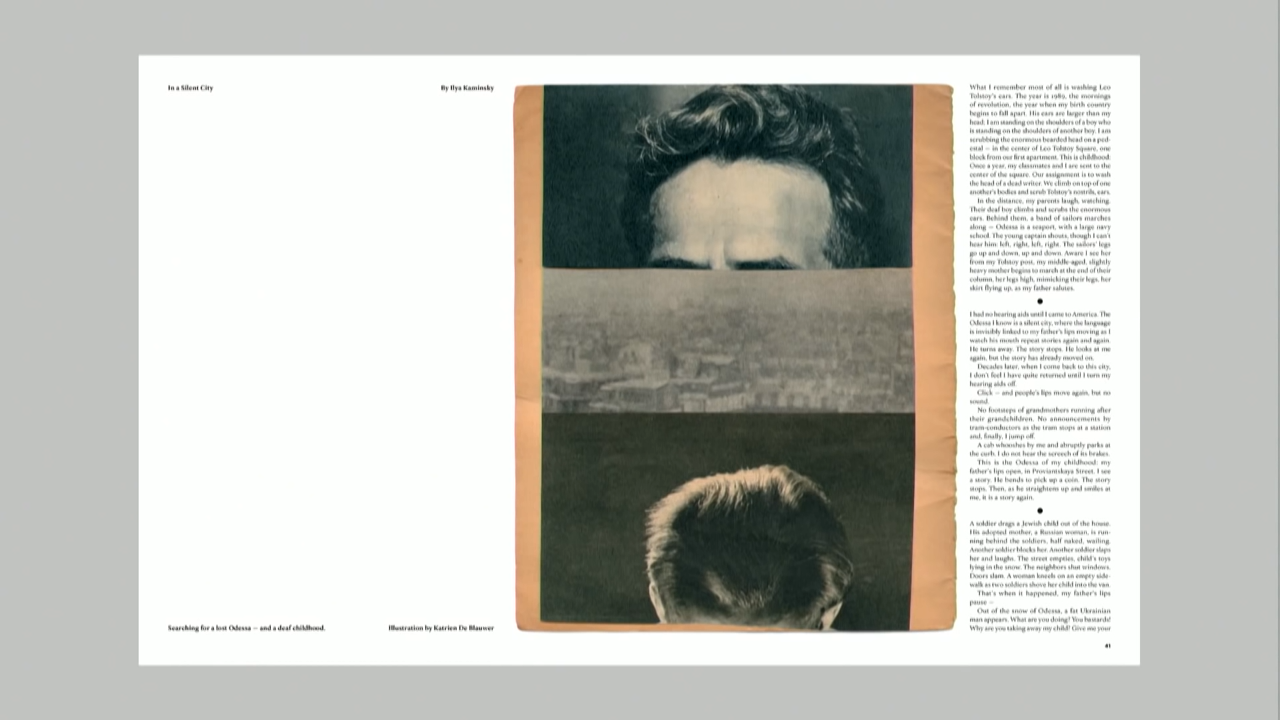 In a Silent City
By Ilya Kaminsky
Searching for a lost Odessa — and a deaf childhood.
Illustration by Katrien De Blauwer
What I remember most of all is washing Leo
Tolstoy's ears. The year is 1989, the mornings
of revolution, the year when my birth country
begins to fall apart. His ears are larger than my
head. I am standing on the shoulders of a boy who
is standing on the shoulders of another boy. I am
scrubbing the enormous bearded head on a ped-
estal — in the center of Leo Tolstoy Square, one
block from our first apartment. This is childhood:
Once a year, my classmates and I are sent to the
center of the square. Our assignment is to wash
the head of a dead writer. We climb on top of one
another's bodies and scrub Tolstoy's nostrils, ears.
In the distance, my parents laugh, watching.
Their deaf boy climbs and scrubs the enormous
ears. Behind them, a band of sailors marches
along — Odessa is a seaport, with a large navy
school. The young captain shouts, though I can't
hear him: left, right, left, right. The sailors' legs
go up and down, up and down. Aware I see her
from my Tolstoy post, my middle-aged, slightly
heavy mother begins to march at the end of their
column, her legs high, mimicking their legs, her
skirt flying up, as my father salutes.
●
I had no hearing aids until I came to America. The
Odessa I know is a silent city, where the language
is invisibly linked to my father's lips moving as I
watch his mouth repeat stories again and again.
He turns away. The story stops. He looks at me
again, but the story has already moved on.
Decades later, when I come back to this city,
I don't feel I have quite returned until I turn my
hearing aids off.
Click — and people's lips move again, but no
sound.
No footsteps of grandmothers running after
their grandchildren. No announcements by
tram-conductors as the tram stops at a station
and, finally, I jump off.
A cab whooshes by me and abruptly parks at
the curb. I do not hear the screech of its brakes.
This is the Odessa of my childhood: my
father's lips open, in Proviantskaya Street. I see
a story. He bends to pick up a coin. The story
stops. Then, as he straightens up and smiles at
me, it is a story again.
●
A soldier drags a Jewish child out of the house.
His adopted mother, a Russian woman, is run-
ning behind the soldiers, half naked, wailing.
Another soldier blocks her. Another soldier slaps
her and laughs. The street empties, child's toys
lying in the snow. The neighbors shut windows.
Doors slam. A woman kneels on an empty side-
walk as two soldiers shove her child into the van.
That's when it happened, my father's lips
pause —
Out of the snow of Odessa, a fat Ukrainian
man appears. What are you doing! You bastards!
Why are you taking away my child! Give me your
41